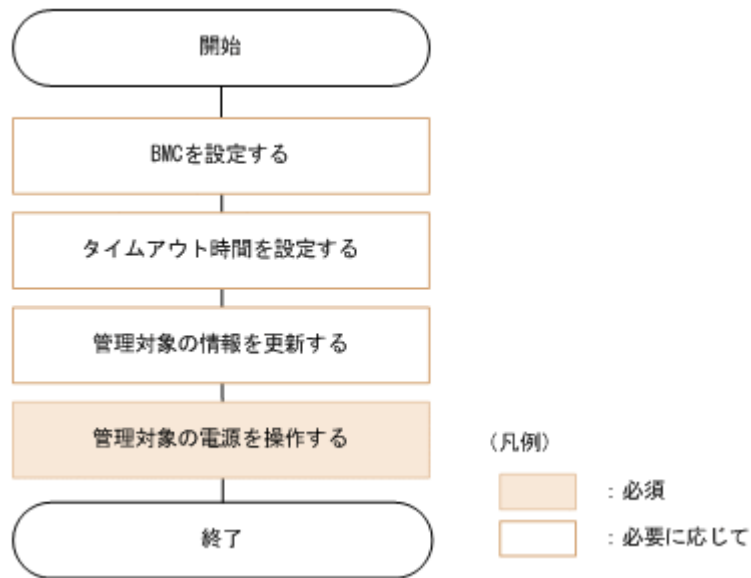 開始
BMCを設定する
タイムアウト時間を設定する
管理対象の情報を更新する
管理対象の電源を操作する
終了
(凡例)
：必須
：必要に応じて